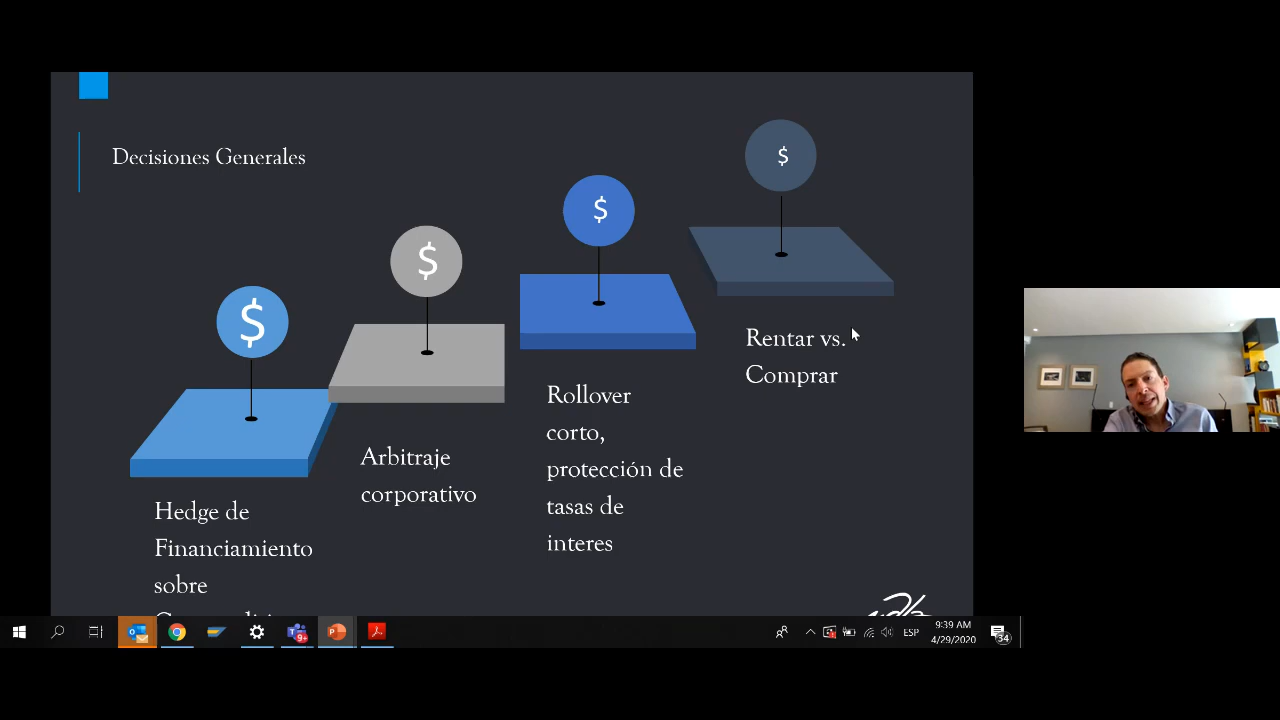 Decisiones Generales
$
$
$
$
Hedge de
Financiamiento
sobre
Arbitraje
corporativo
Rollover
corto,
protección de
tasas de
interes
Rentar vs.
Comprar
9+
ESP
9:39 AM
4/29/2020
34